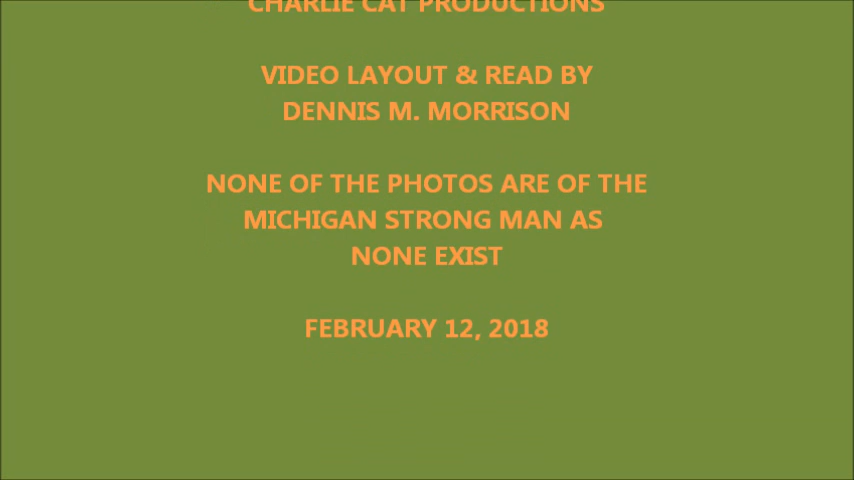 CHARLIE CAT PRODUCTIONS
VIDEO LAYOUT & READ BY
DENNIS M. MORRISON
NONE OF THE PHOTOS ARE OF THE
MICHIGAN STRONG MAN AS
NONE EXIST
FEBRUARY 12, 2018